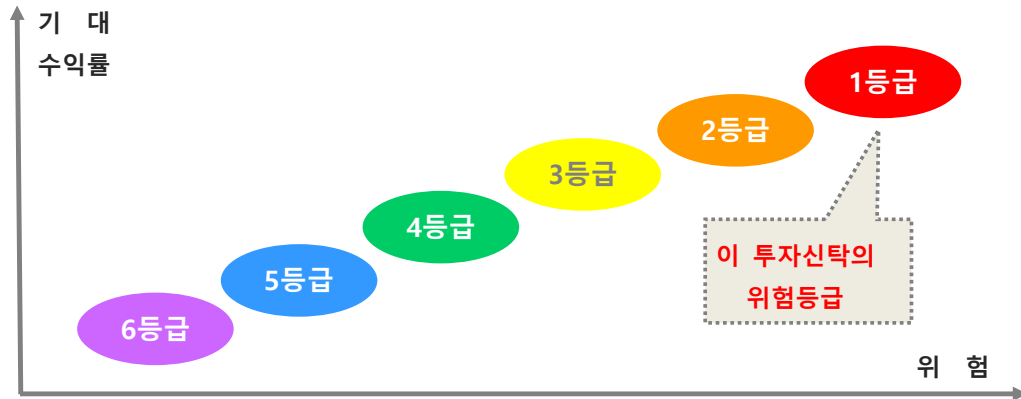 기 대
수익률
1등급
2등급
3등급
4등급
5등급
6등급
이 투자신탁의
위험등급
위 험